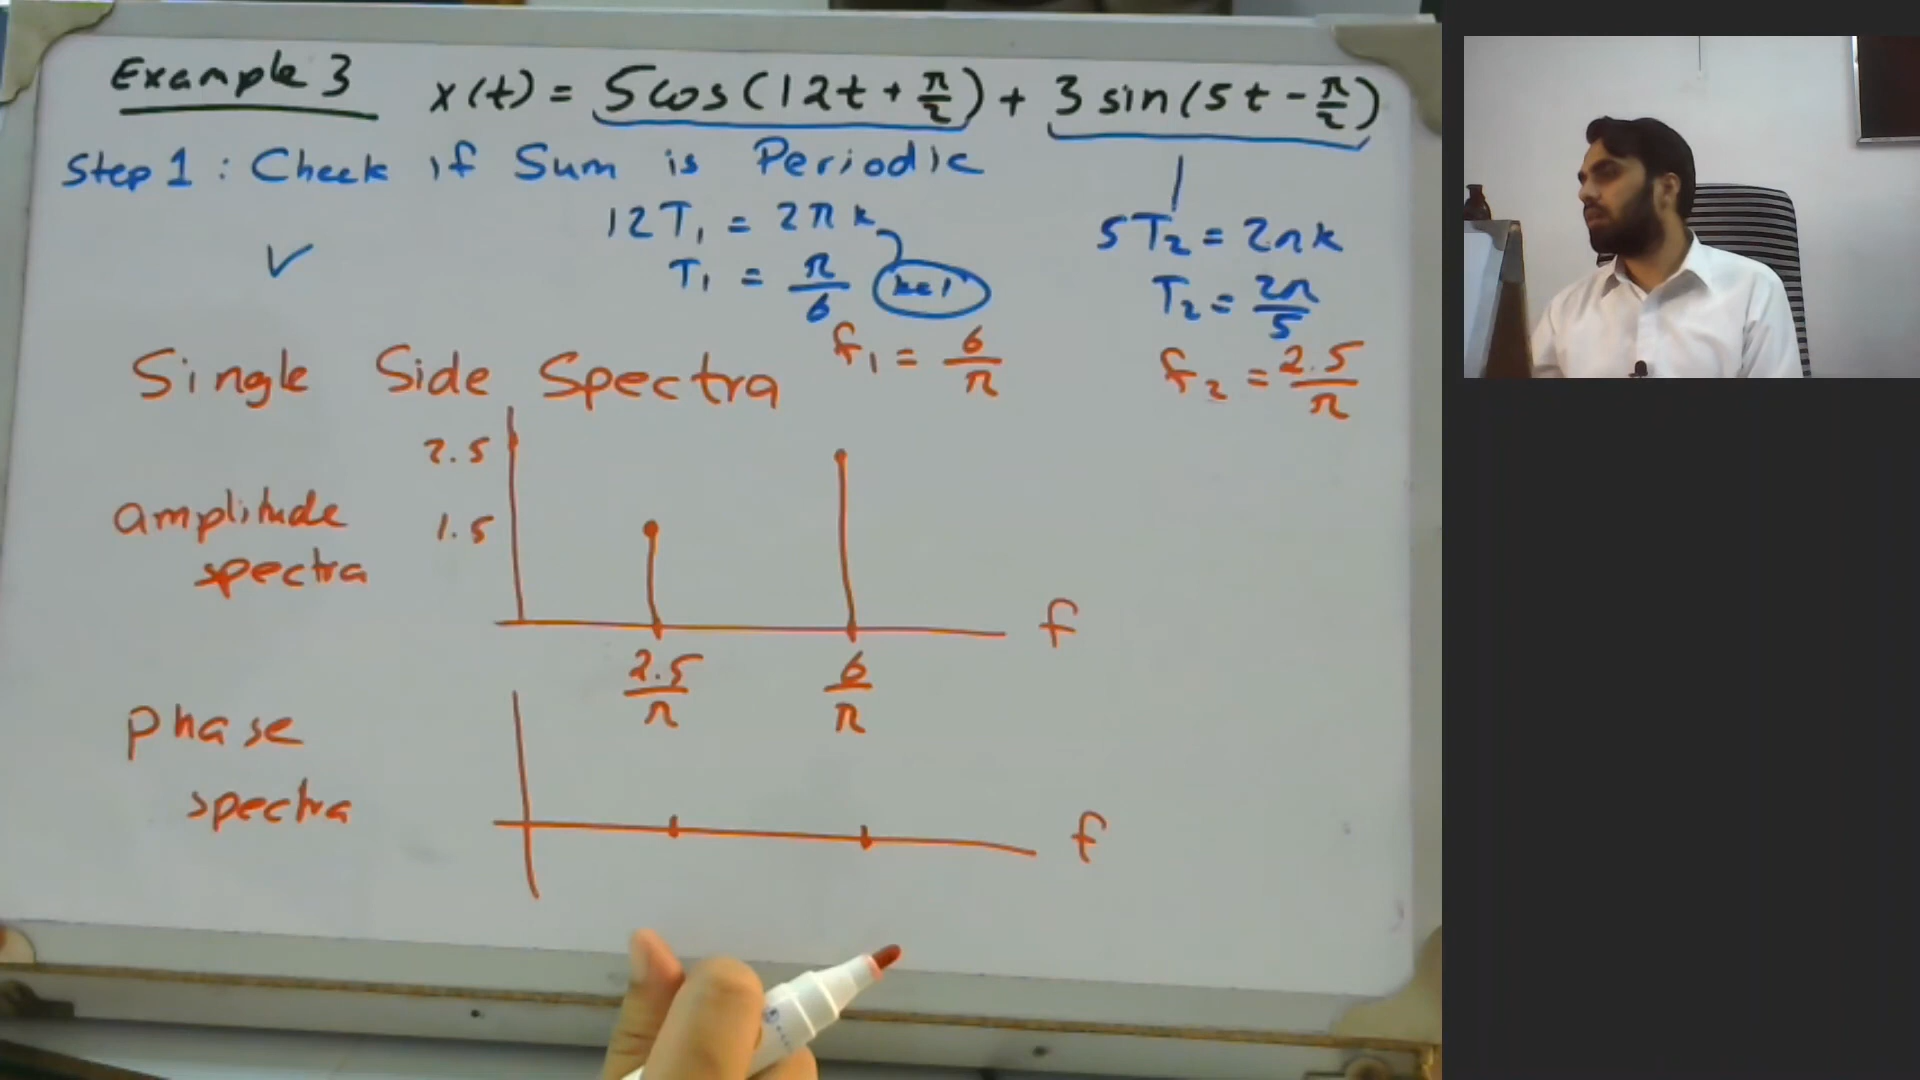 Example 3 x(t) = 5cos(12t + π/2) + 3 sin(5t - π/2)
Step 1 : Check if Sum is Periodic
12T₁ = 2πk
5T₂ = 2πk
✓
T₁ = π/6 k=1
T₂ = 2π/5
Single Side Spectra
f₁ = 6/π
f₂ = 2.5/π
2.5
amplitude
spectra
1.5
f
2.5/π 6/π
phase
spectra
f